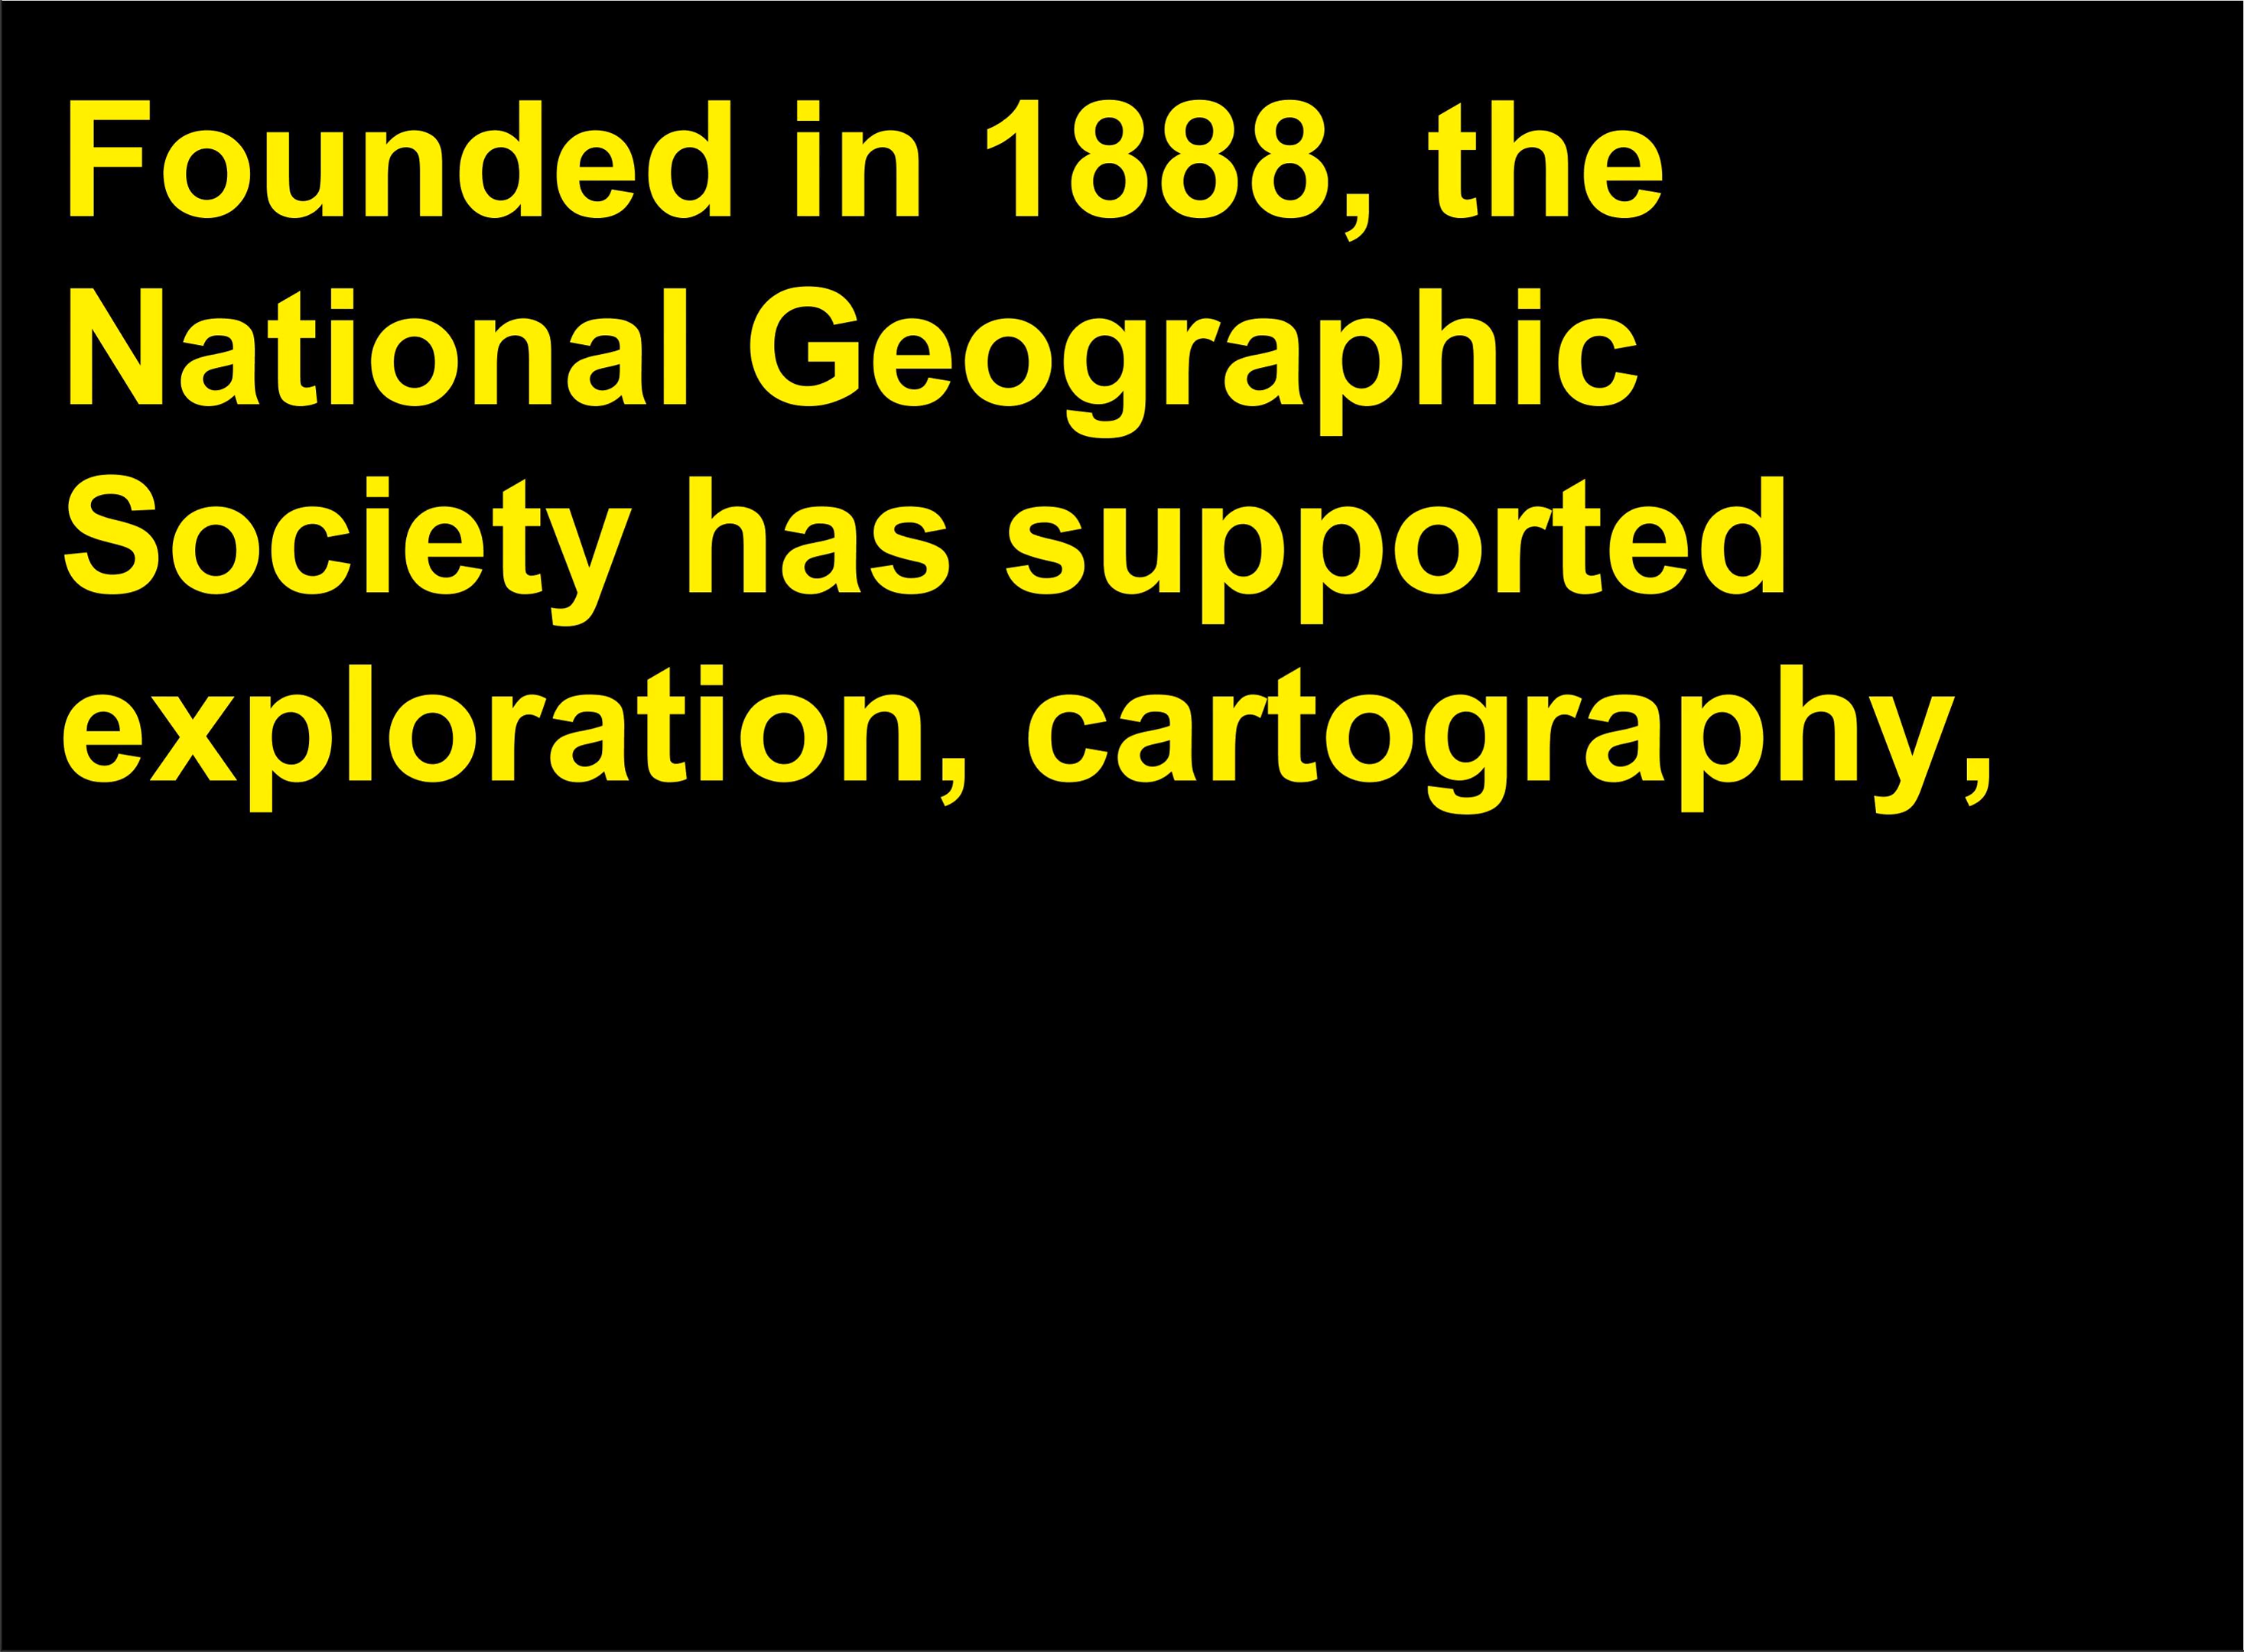 Founded in 1888, the
National Geographic
Society has supported
exploration, cartography,